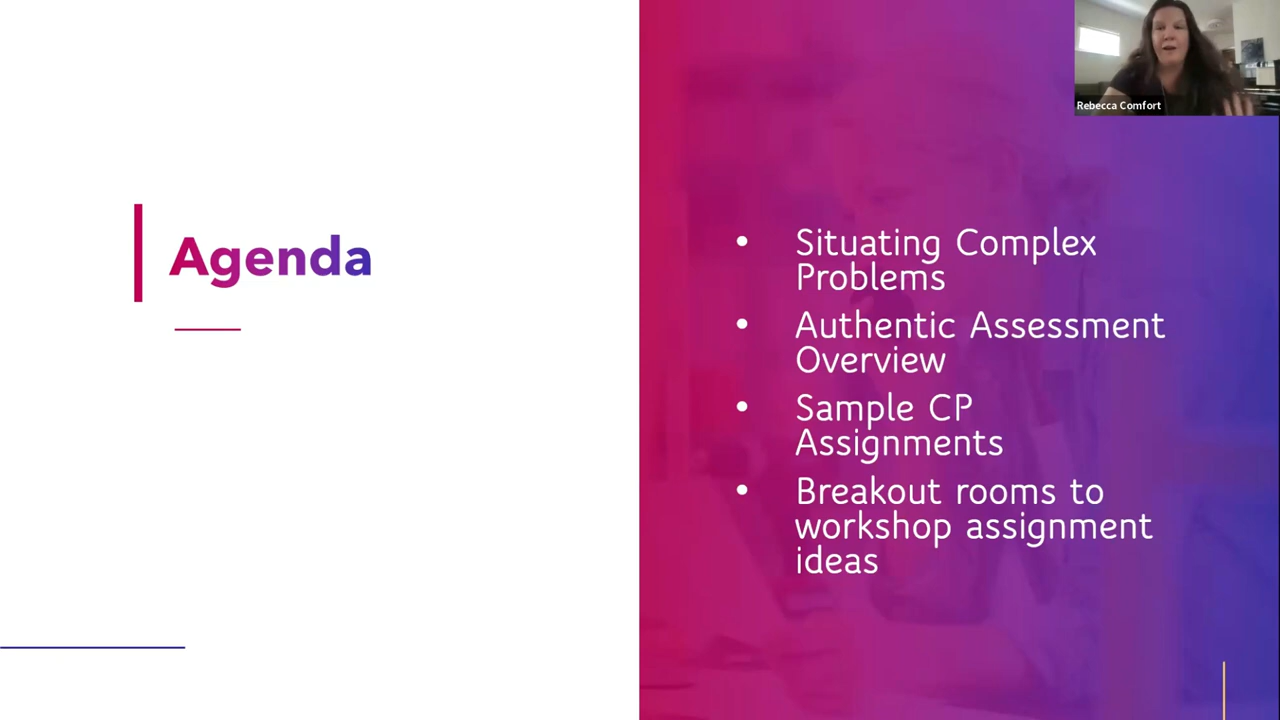 Rebecca Comfort
Agenda
• Situating Complex
Problems
• Authentic Assessment
Overview
• Sample CP
Assignments
• Breakout rooms to
workshop assignment
ideas